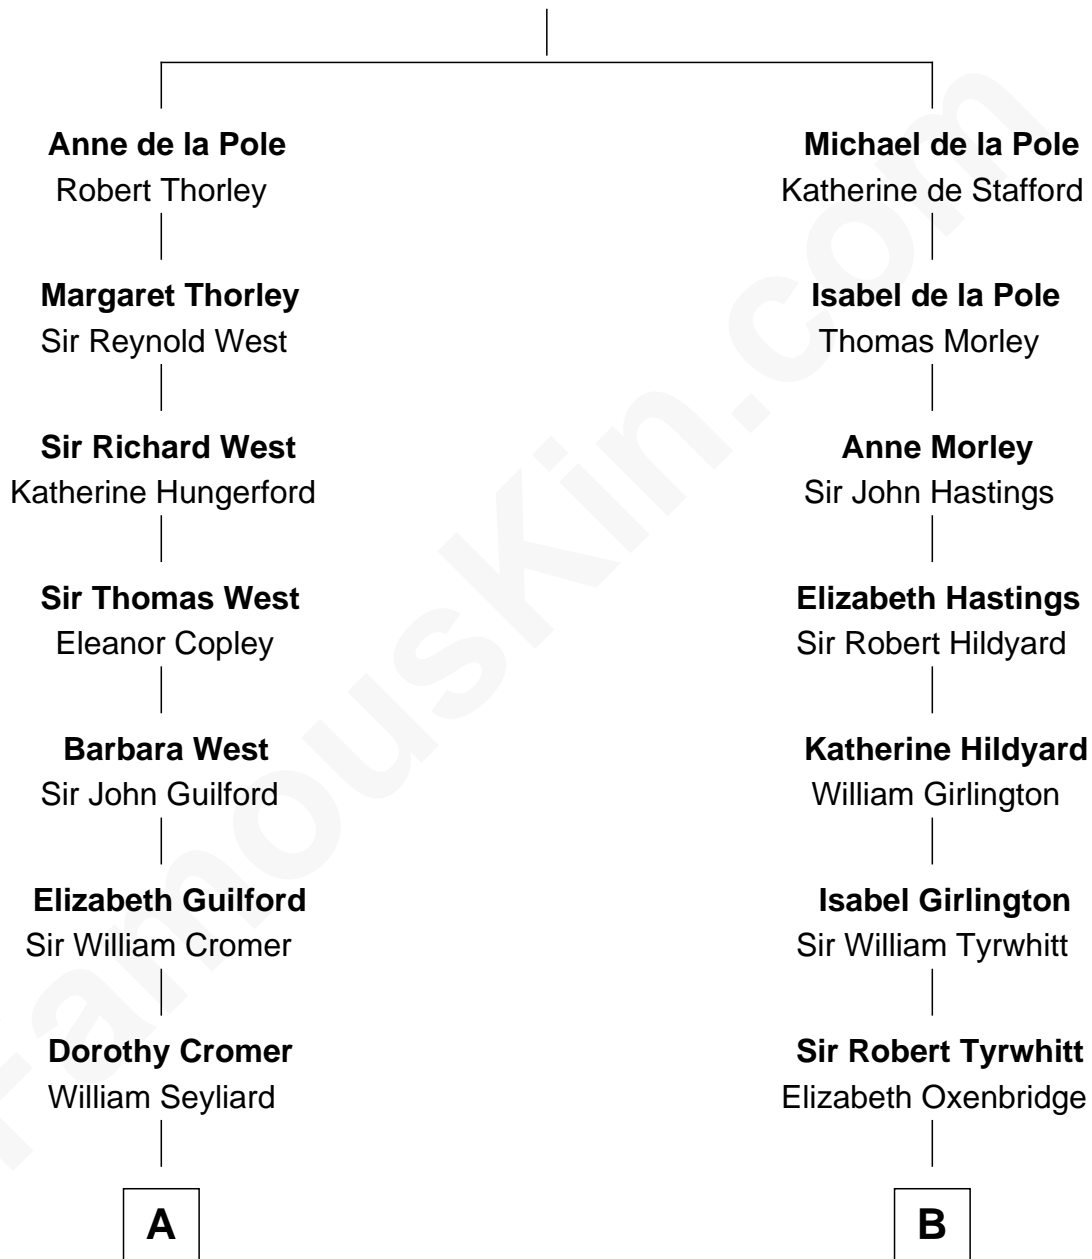 Anne de la Pole
Robert Thorley
Margaret Thorley
Sir Reynold West
Sir Richard West
Katherine Hungerford
Sir Thomas West
Eleanor Copley
Barbara West
Sir John Guilford
Elizabeth Guilford
Sir William Cromer
Dorothy Cromer
William Seyliard
A
Michael de la Pole
Katherine de Stafford
Isabel de la Pole
Thomas Morley
Anne Morley
Sir John Hastings
Elizabeth Hastings
Sir Robert Hildyard
Katherine Hildyard
William Girlington
Isabel Girlington
Sir William Tyrwhitt
Sir Robert Tyrwhitt
Elizabeth Oxenbridge
B
FamousKin.com